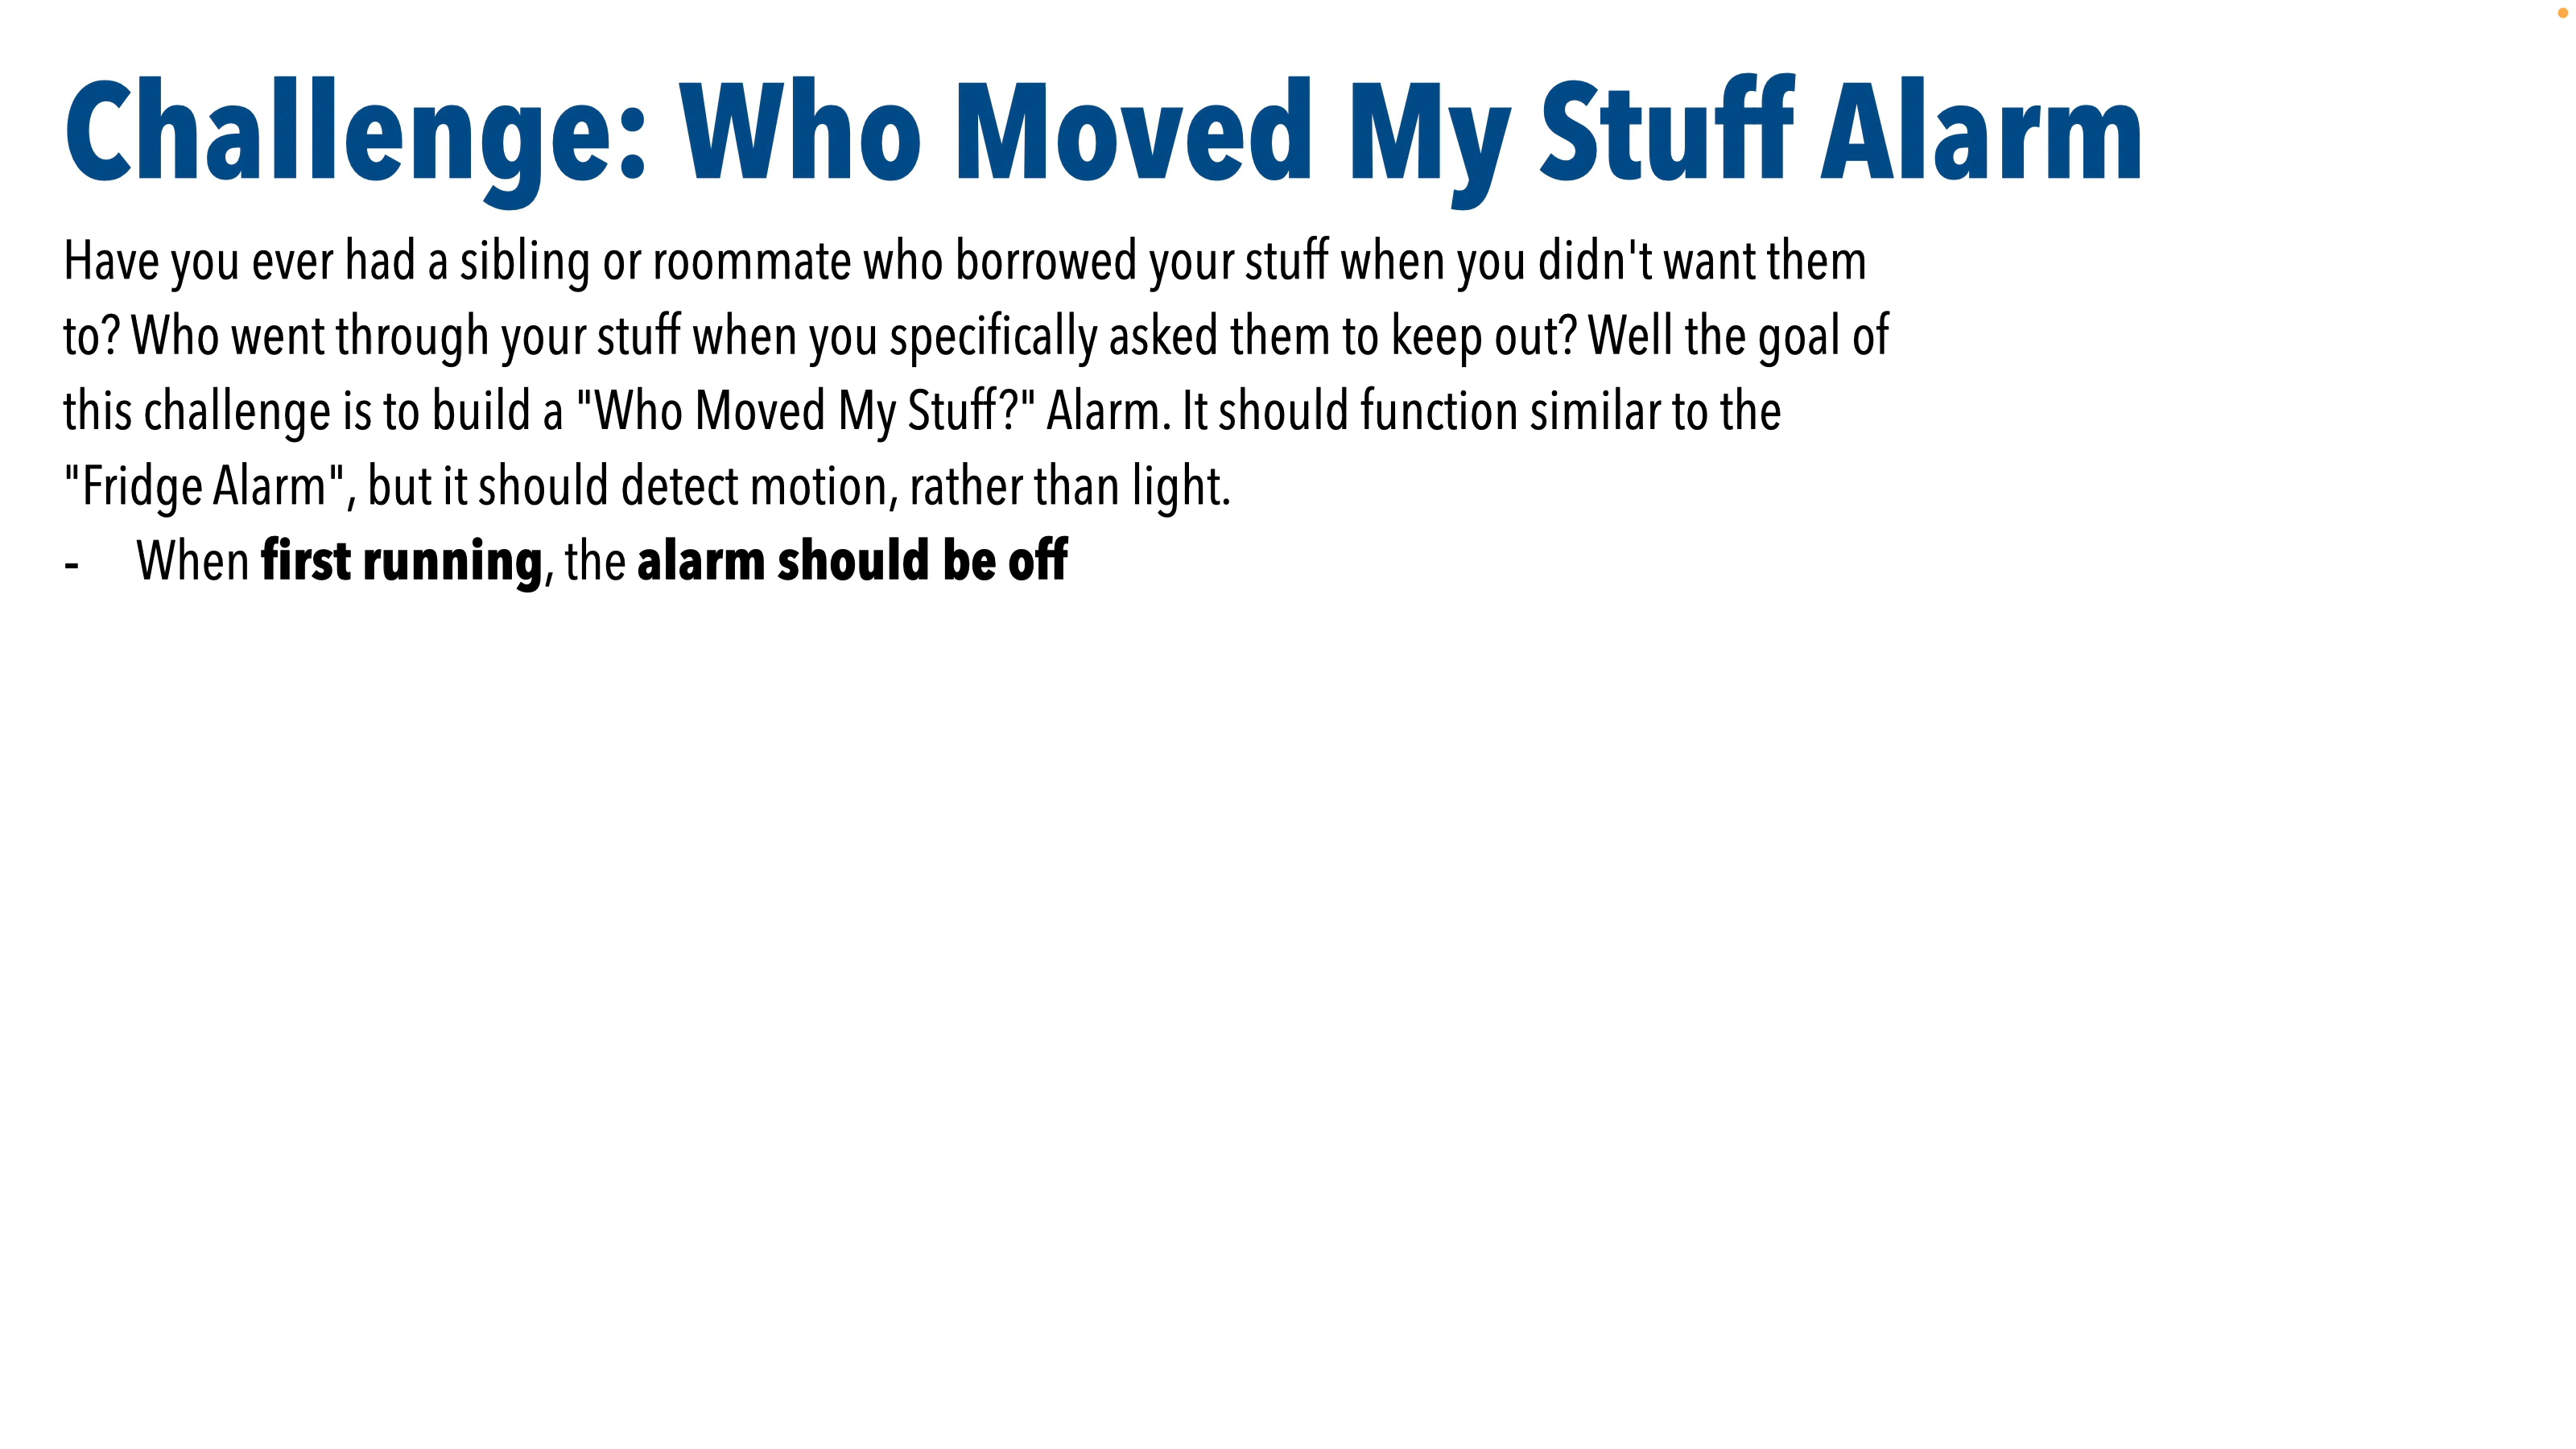 Challenge: Who Moved My Stuff Alarm
Have you ever had a sibling or roommate who borrowed your stuff when you didn't want them
to? Who went through your stuff when you specifically asked them to keep out? Well the goal of
this challenge is to build a "Who Moved My Stuff?" Alarm. It should function similar to the
"Fridge Alarm", but it should detect motion, rather than light.
- When first running, the alarm should be off